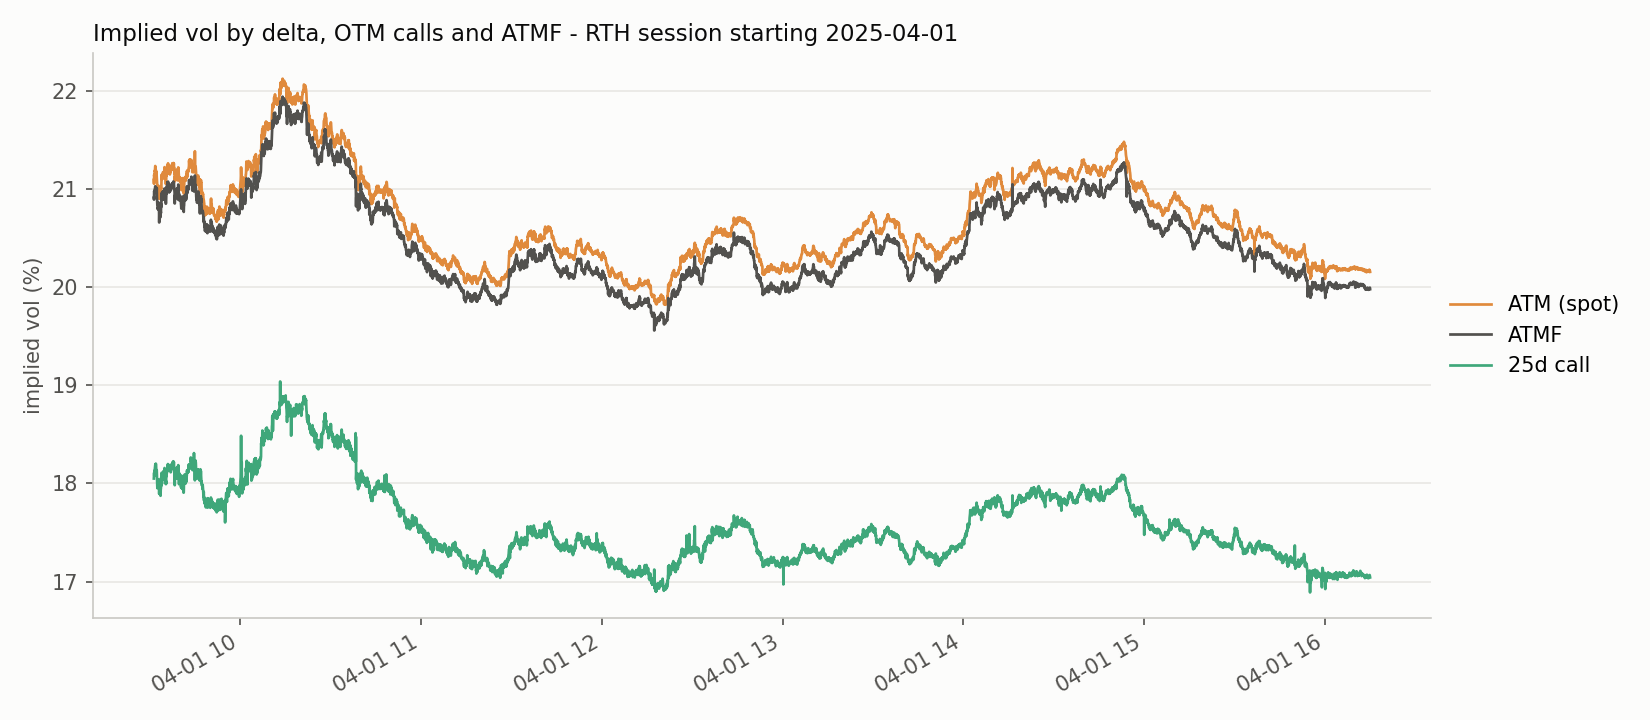 Implied vol by delta, OTM calls and ATMF - RTH session starting 2025-04-01
implied vol (%)
22
21
20
19
18
17
04-01 10
04-01 11
04-01 12
04-01 13
04-01 14
04-01 15
04-01 16
ATM (spot)
ATMF
25d call